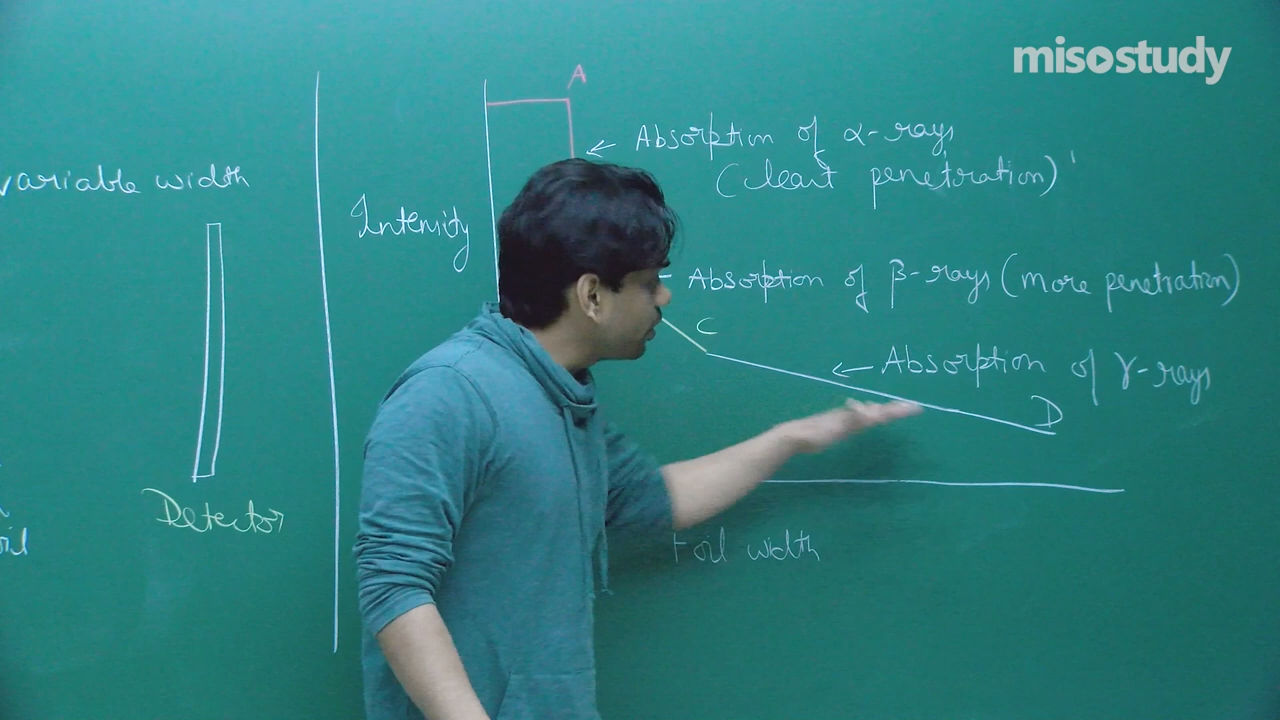 misostudy
variable width
Detector
A
Absorption of α-rays
(least penetration)
Intensity
Absorption of β-rays (more penetration)
C
Absorption of γ-rays
D
Foil width